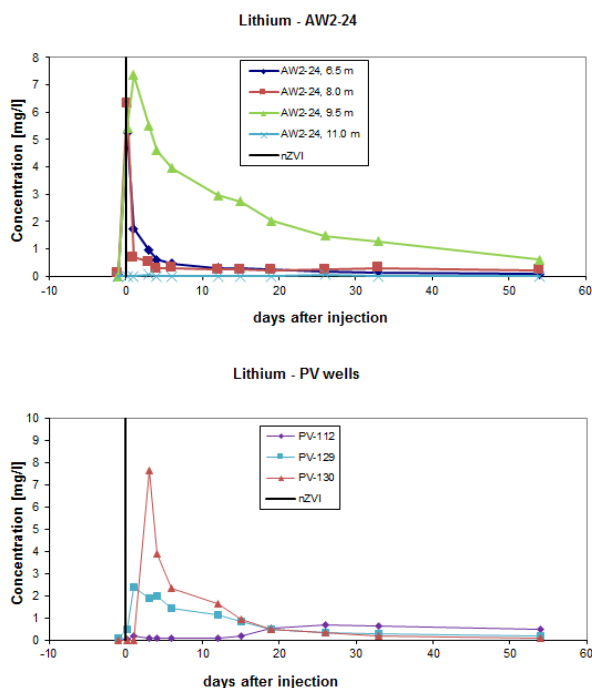 Lithium - AW2-24
Concentration [mg/l]
8
7
6
5
4
3
2
1
0
−10
0
10
20
30
40
50
60
AW2-24, 6.5 m
AW2-24, 8.0 m
AW2-24, 9.5 m
AW2-24, 11.0 m
nZVI
days after injection
Lithium - PV wells
Concentration [mg/l]
10
9
8
7
6
5
4
3
2
1
0
−10
0
10
20
30
40
50
60
PV-112
PV-129
PV-130
nZVI
days after injection